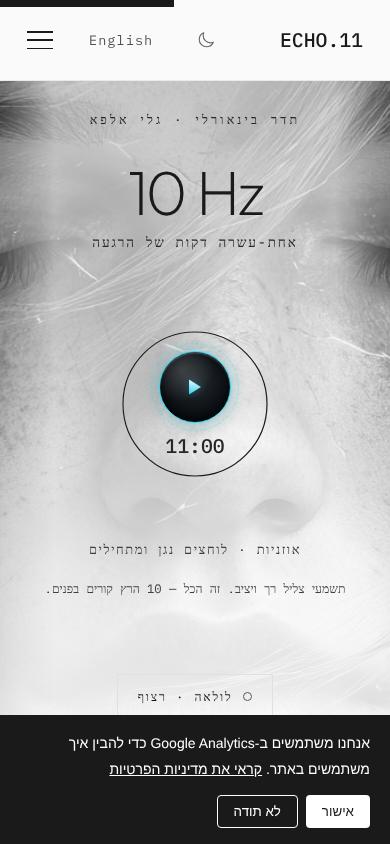 ECHO.11
English
תדר בינאורלי · גלי אלפא
10 Hz
אחת-עשרה דקות של הרגעה
11:00
אוזניות · לוחצים נגן ומתחילים
תשמעי צליל רך ויציב. זה הכל — 10 הרץ קורים בפנים.
לולאה · רצוף
אנחנו משתמשים ב-Google Analytics כדי להבין איך
משתמשים באתר. קראי את מדיניות הפרטיות
אישור
לא תודה